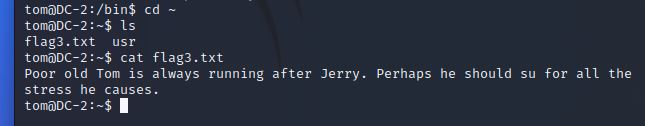 tom@DC-2:/bin$ cd ~
tom@DC-2:~$ ls
flag3.txt  usr
tom@DC-2:~$ cat flag3.txt
Poor old Tom is always running after Jerry. Perhaps he should su for all the
stress he causes.
tom@DC-2:~$